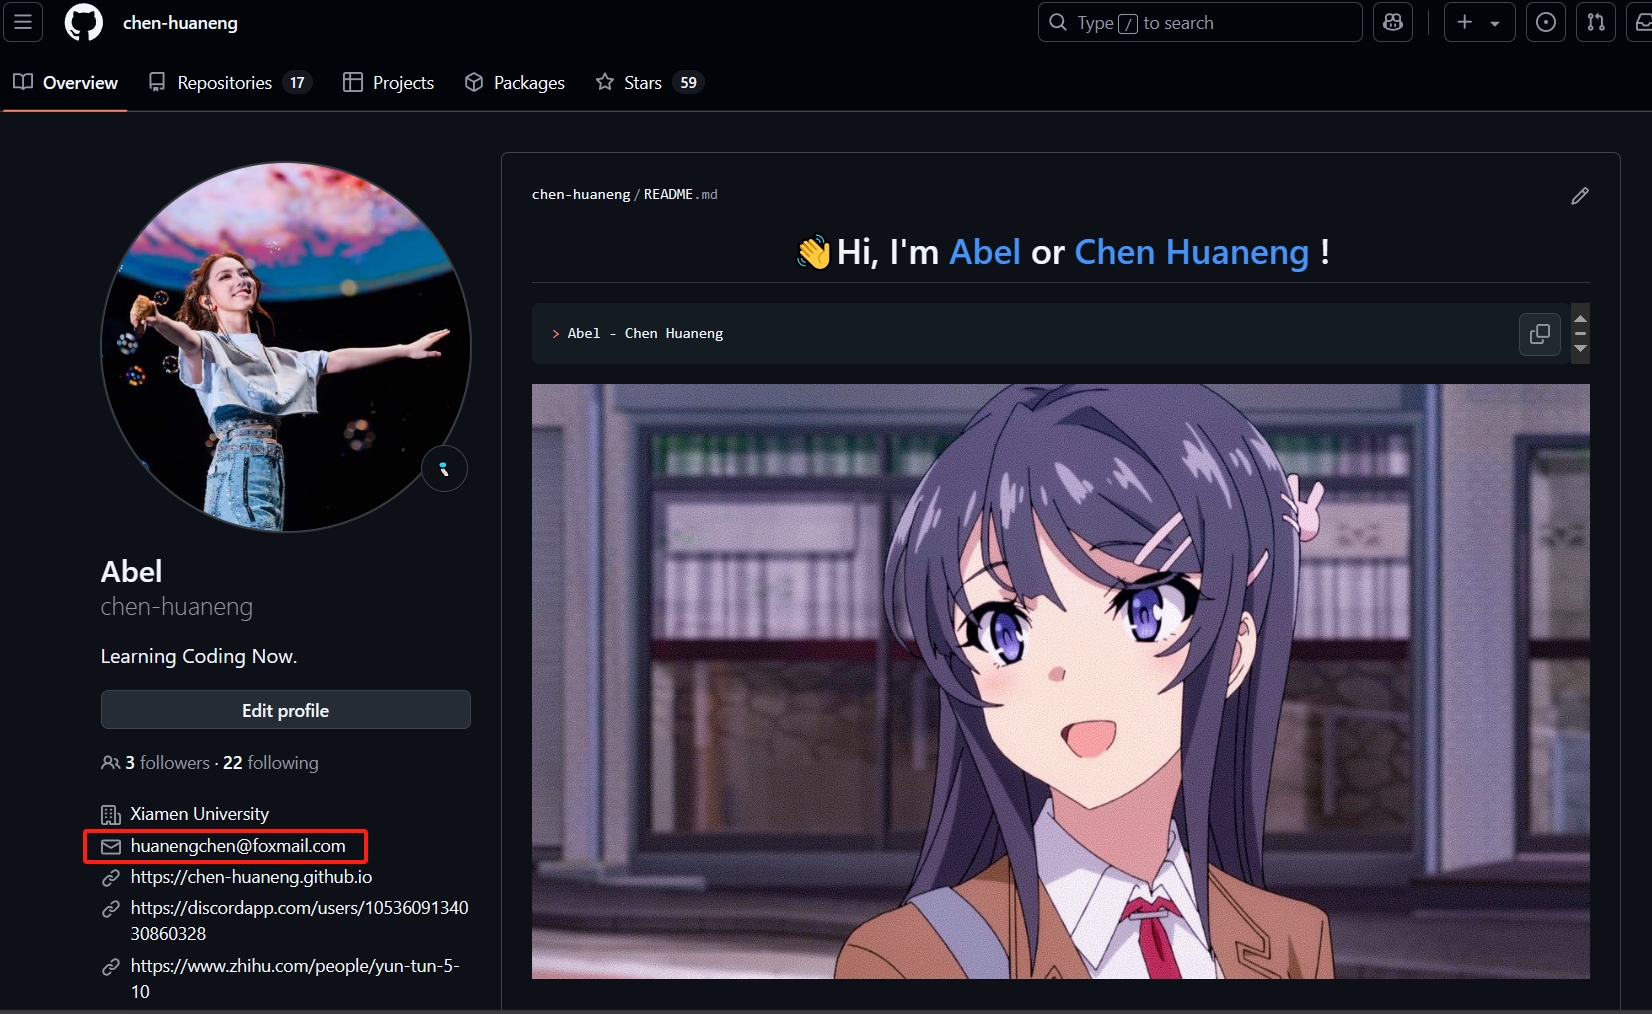 chen-huaneng
Type / to search
Overview
Repositories 17
Projects
Packages
Stars 59
chen-huaneng/README.md
👋Hi, I'm Abel or Chen Huaneng !
> Abel - Chen Huaneng
Abel
chen-huaneng
Learning Coding Now.
Edit profile
3 followers · 22 following
Xiamen University
huanengchen@foxmail.com
https://chen-huaneng.github.io
https://discordapp.com/users/10536091340
30860328
https://www.zhihu.com/people/yun-tun-5-
10